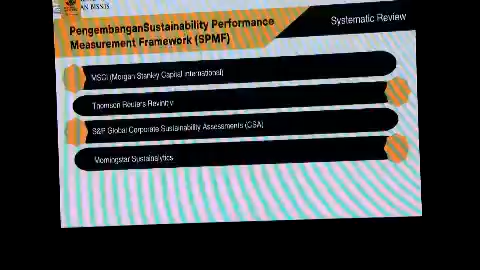 AN BISNIS
PengembanganSustainability Performance
Measurement Framework (SPMF)
Systematic Review
MSCI (Morgan Stanley Capital International)
Thomson Reuters Revinitiv
S&P Global Corporate Sustainability Assessments (CSA)
Morningstar Sustainalytics